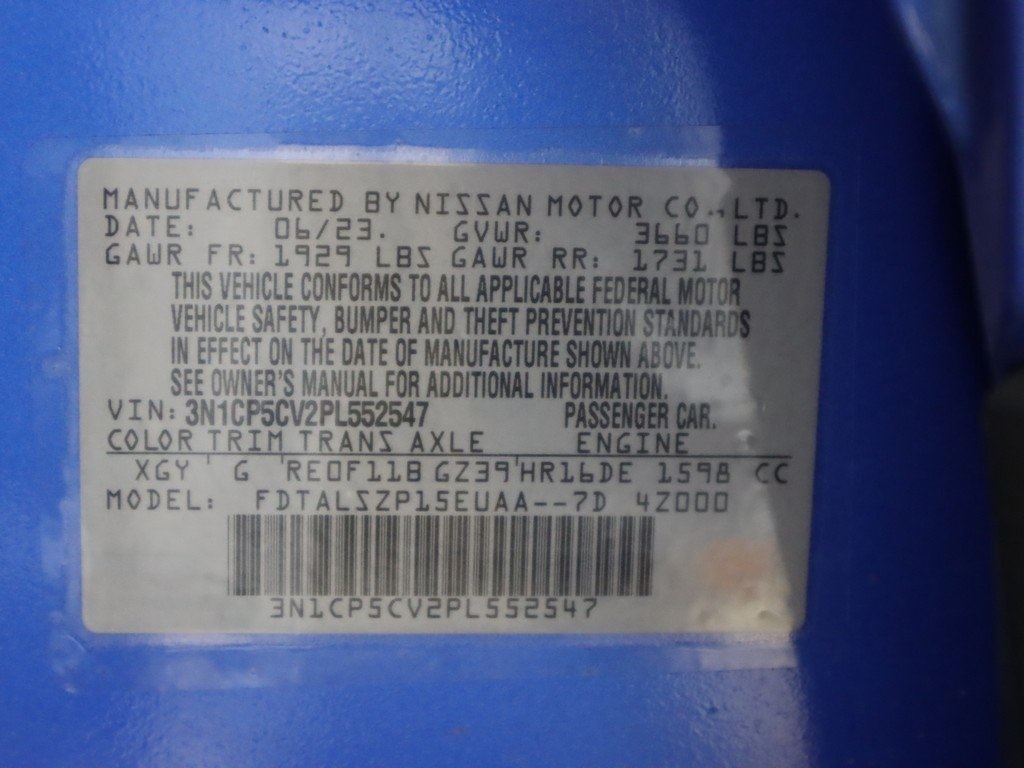 MANUFACTURED BY NISSAN MOTOR CO., LTD.
DATE: 06/23. GVWR: 3660 LBS
GAWR FR: 1929 LBS GAWR RR: 1731 LBS
THIS VEHICLE CONFORMS TO ALL APPLICABLE FEDERAL MOTOR
VEHICLE SAFETY, BUMPER AND THEFT PREVENTION STANDARDS
IN EFFECT ON THE DATE OF MANUFACTURE SHOWN ABOVE.
SEE OWNER'S MANUAL FOR ADDITIONAL INFORMATION.
VIN: 3N1CP5CV2PL552547 PASSENGER CAR.
COLOR TRIM TRANS AXLE ENGINE
XGY G RE0F11B GZ39 HR16DE 1598 CC
MODEL: FDTALSZP15EUAA--7D 4Z000
3N1CP5CV2PL552547